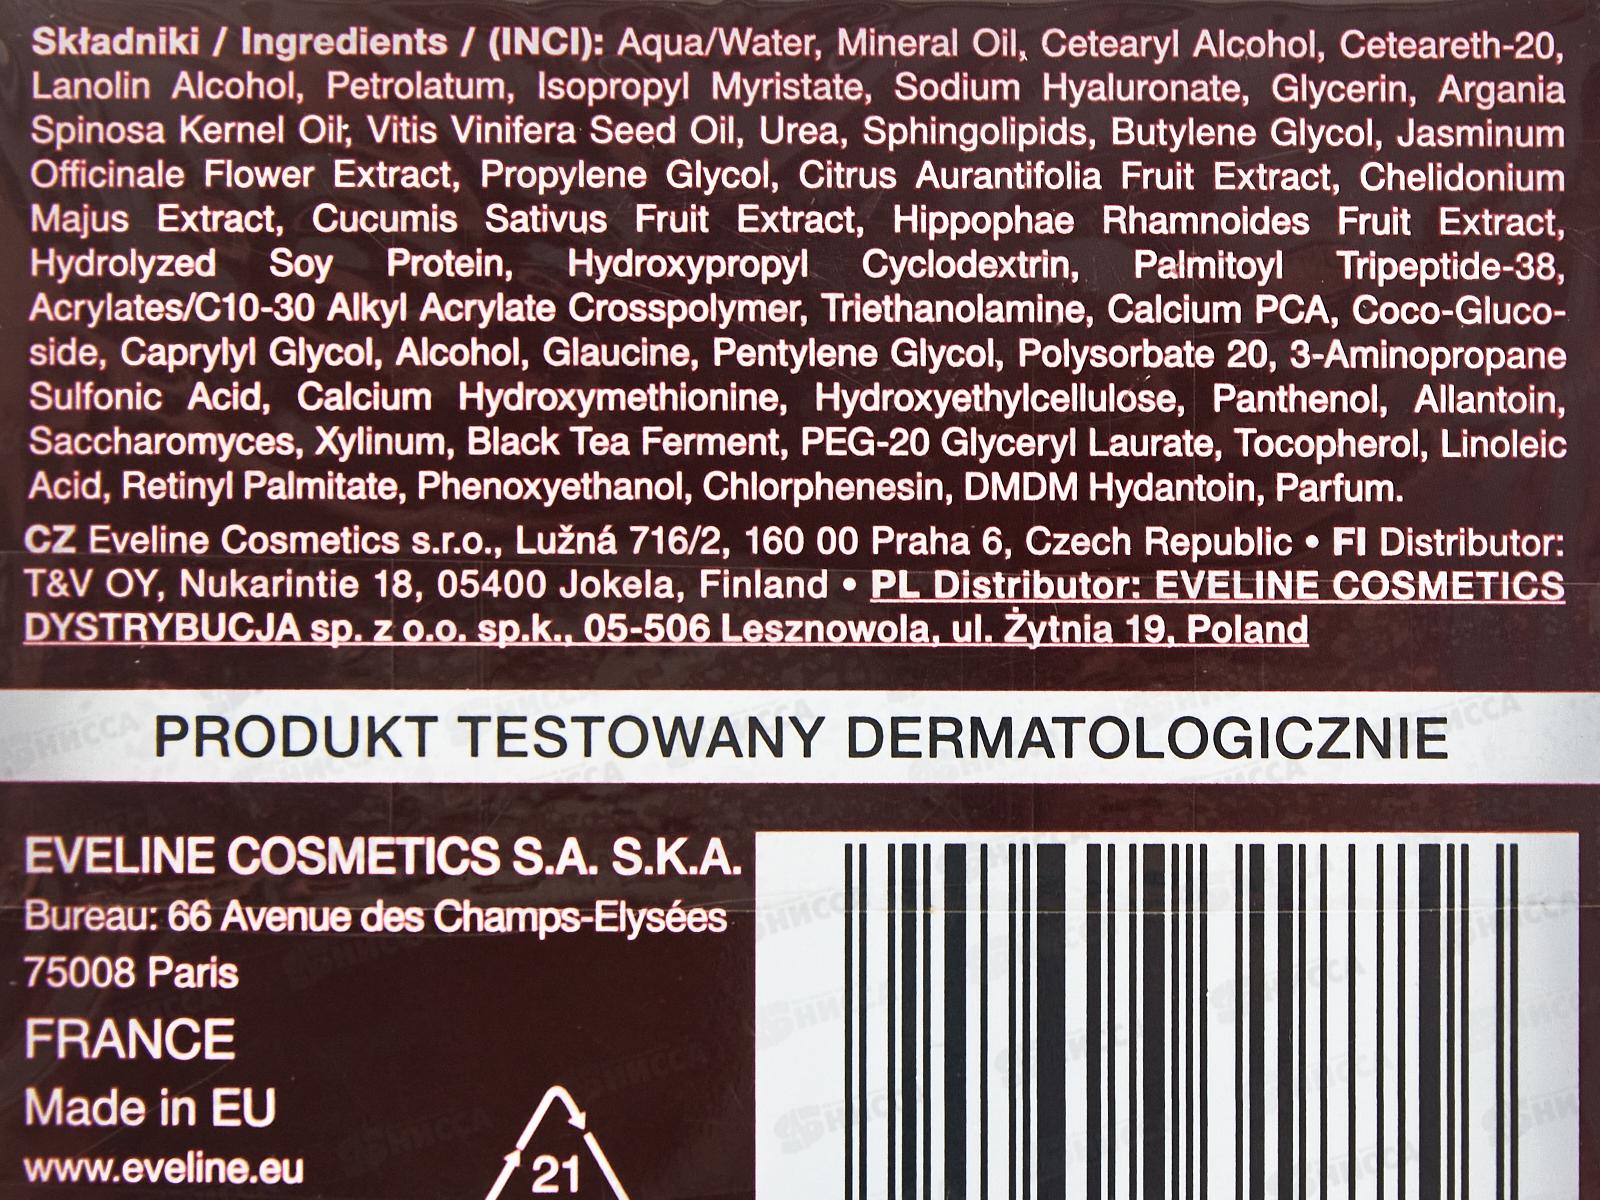 Składniki / Ingredients / (INCI): Aqua/Water, Mineral Oil, Cetearyl Alcohol, Ceteareth-20,
Lanolin Alcohol, Petrolatum, Isopropyl Myristate, Sodium Hyaluronate, Glycerin, Argania
Spinosa Kernel Oil, Vitis Vinifera Seed Oil, Urea, Sphingolipids, Butylene Glycol, Jasminum
Officinale Flower Extract, Propylene Glycol, Citrus Aurantifolia Fruit Extract, Chelidonium
Majus Extract, Cucumis Sativus Fruit Extract, Hippophae Rhamnoides Fruit Extract,
Hydrolyzed Soy Protein, Hydroxypropyl Cyclodextrin, Palmitoyl Tripeptide-38,
Acrylates/C10-30 Alkyl Acrylate Crosspolymer, Triethanolamine, Calcium PCA, Coco-Gluco-
side, Caprylyl Glycol, Alcohol, Glaucine, Pentylene Glycol, Polysorbate 20, 3-Aminopropane
Sulfonic Acid, Calcium Hydroxymethionine, Hydroxyethylcellulose, Panthenol, Allantoin,
Saccharomyces, Xylinum, Black Tea Ferment, PEG-20 Glyceryl Laurate, Tocopherol, Linoleic
Acid, Retinyl Palmitate, Phenoxyethanol, Chlorphenesin, DMDM Hydantoin, Parfum.
CZ Eveline Cosmetics s.r.o., Lužná 716/2, 160 00 Praha 6, Czech Republic • FI Distributor:
T&V OY, Nukarintie 18, 05400 Jokela, Finland • PL Distributor: EVELINE COSMETICS
DYSTRYBUCJA sp. z o.o. sp.k., 05-506 Lesznowola, ul. Żytnia 19, Poland
PRODUKT TESTOWANY DERMATOLOGICZNIE
EVELINE COSMETICS S.A. S.K.A.
Bureau: 66 Avenue des Champs-Elysées
75008 Paris
FRANCE
Made in EU
www.eveline.eu
21